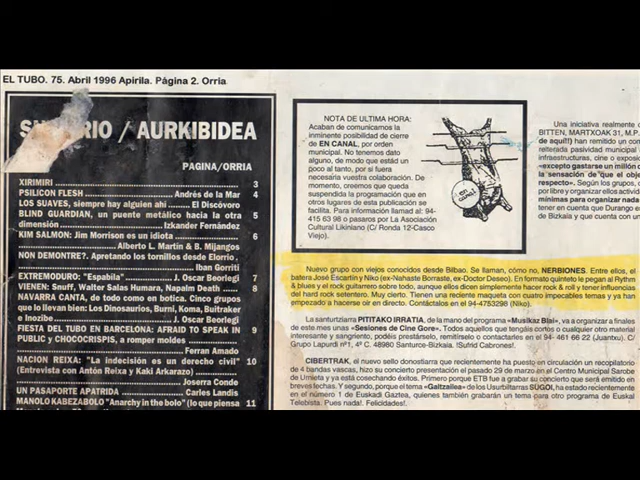 EL TUBO. 75. Abril 1996 Apirila. Página 2. Orria
RIO / AURKIBIDEA
PAGINA/ORRIA
XIRIMIRI 3
PSILICON FLESH Andrés de la Mar 4
LOS SUAVES, siempre hay alguien ahí El Discóvoro
BLIND GUARDIAN, un puente metálico hacia la otra 5
dimensión Izkander Fernández
KIM SALMON: Jim Morrison es un idiota 6
Alberto L. Martín & B. Mijangos
NON DEMONTRE?. Apretando los tornillos desde Elorrio.
Iban Gorriti
EXTREMODURO: "Espabila" J. Oscar Beorlegi 7
VIENEN: Snuff, Walter Salas Humara, Napalm Death 8
NAVARRA CANTA, de todo como en botica. Cinco grupos
que lo llevan bien: Los Dinosaurios, Burni, Koma, Buitraker
e Inozible J. Oscar Beorlegi
FIESTA DEL TUBO EN BARCELONA: AFRAID TO SPEAK IN 9
PUBLIC y CHOCOCRISPIS, a romper moldes
Ferran Amado
NACION REIXA: "La indecisión es un derecho civil" 10
(Entrevista con Antón Reixa y Kaki Arkarazo)
Joserra Conde
UN PASAPORTE APATRIDA Carles Landis
MANOLO KABEZABOLO "Anarchy in the bolo" (lo que piensa 11
NOTA DE ULTIMA HORA:
Acaban de comunicarnos la
inminente posibilidad de cierre
de EN CANAL, por orden
municipal. No tenemos dato
alguno, de modo que estád un
poco al tanto, por si fuera
necesaria vuestra colaboración. De
momento, creemos que queda
suspendida la programación que en
otros lugares de esta publicación se
facilita. Para información llamad al: 94-
415 63 98 o pasaros por La Asociación
Cultural Likiniano (C/ Ronda 12-Casco
Viejo).
EN CANAL
Una iniciativa realmente
BITTEN, MARTXOAK 31, M.P.
de aquí!!) han remitido un com
reiterada pasividad municipal
infraestructuras, cine o gaztes
«excepto gastarse un millón
la sensación de que el obje
respeto». Según los grupos,
por libre y organizar ellos activid
mínimas para organizar nada
tener en cuenta que Durango e
de Bizkaia y que cuenta con un
Nuevo grupo con viejos conocidos desde Bilbao. Se llaman, cómo no, NERBIONES. Entre ellos, el
batera José Escartín y Niko (ex-Nahaste Borraste, ex-Doctor Deseo). En formato quinteto le pegan al Rythm
& blues y el rock guitarrero sobre todo, aunque ellos dicen simplemente hacer rock & roll y tener influencias
del hard rock setentero. Muy cierto. Tienen una reciente maqueta con cuatro impecables temas y ya han
empezado a hacerse oir en directo. Contáctalos en el 94-4753298 (Niko).
La santurtziarra PITITAKO IRRATIA, de la mano del programa «Musikaz Blai», va a organizar a finales
de este mes unas «Sesiones de Cine Gore». Todos aquellos que tengáis cortos o cualquier otro material
interesante y sangriento, podéis prestárselo, remitírselo o contactarles en el 94- 461 66 22 (Juantxu). C/.
Grupo Lapurdi nº1, 4º C. 48980 Santurce-Bizkaia. !Sufrid Cabrones!.
CIBERTRAK, el nuevo sello donostiarra que recientemente ha puesto en circulación un recopilatorio
de 4 bandas vascas, hizo su concierto presentación el pasado 29 de marzo en el Centro Municipal Sarobe
de Urnieta y ya está cosechando éxitos. Primero porque ETB fue a grabar su concierto que será emitido en
breves fechas. Y segundo, porque el tema «Galtzailea» de los Usurbiltarras SUGOI, ha estado recientemente
en el número 1 de Euskadi Gaztea, quienes también grabarán un tema para otro programa de Euskal
Telebista. Pues nada!. Felicidades!.